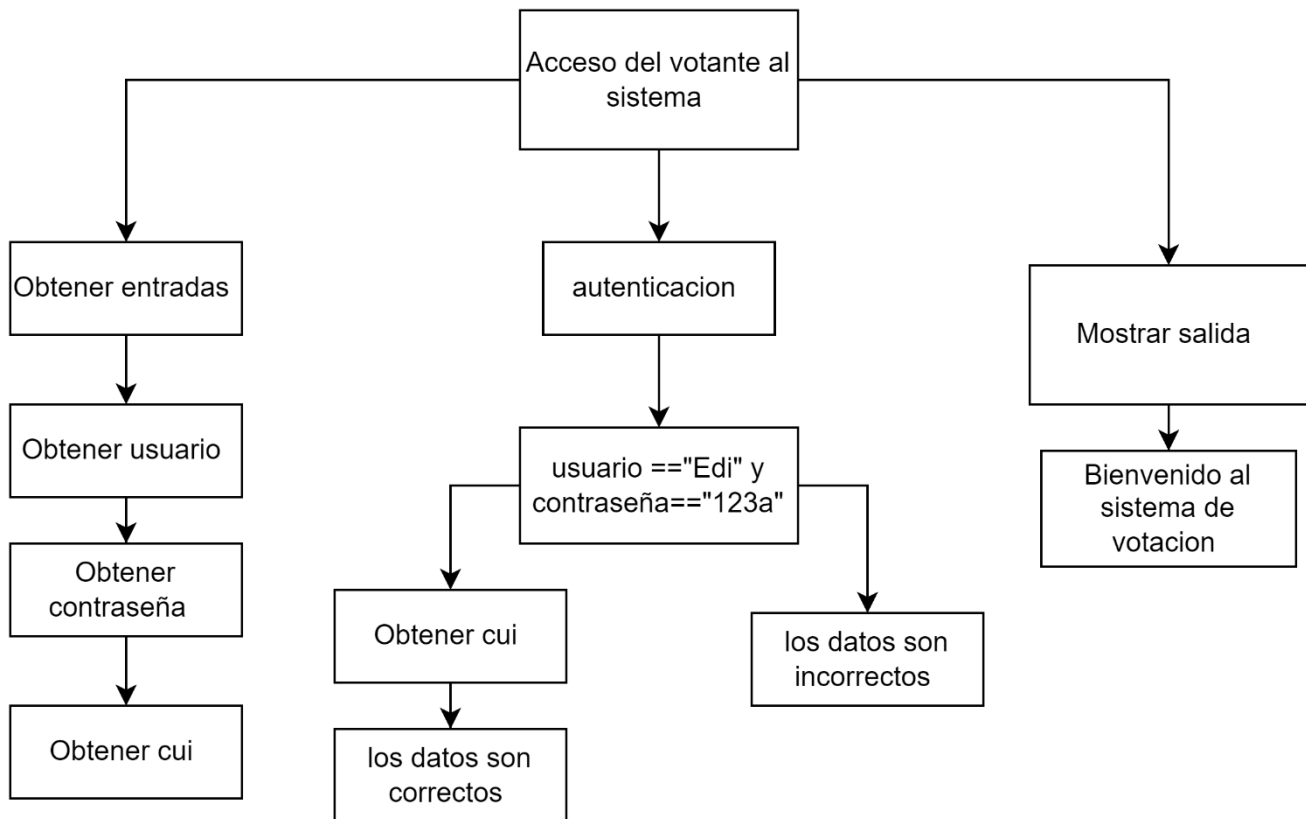 Acceso del votante al
sistema
Obtener entradas
autenticacion
Mostrar salida
Obtener usuario
usuario =="Edi" y
contraseña=="123a"
Bienvenido al
sistema de
votacion
Obtener
contraseña
Obtener cui
los datos son
incorrectos
Obtener cui
los datos son
correctos